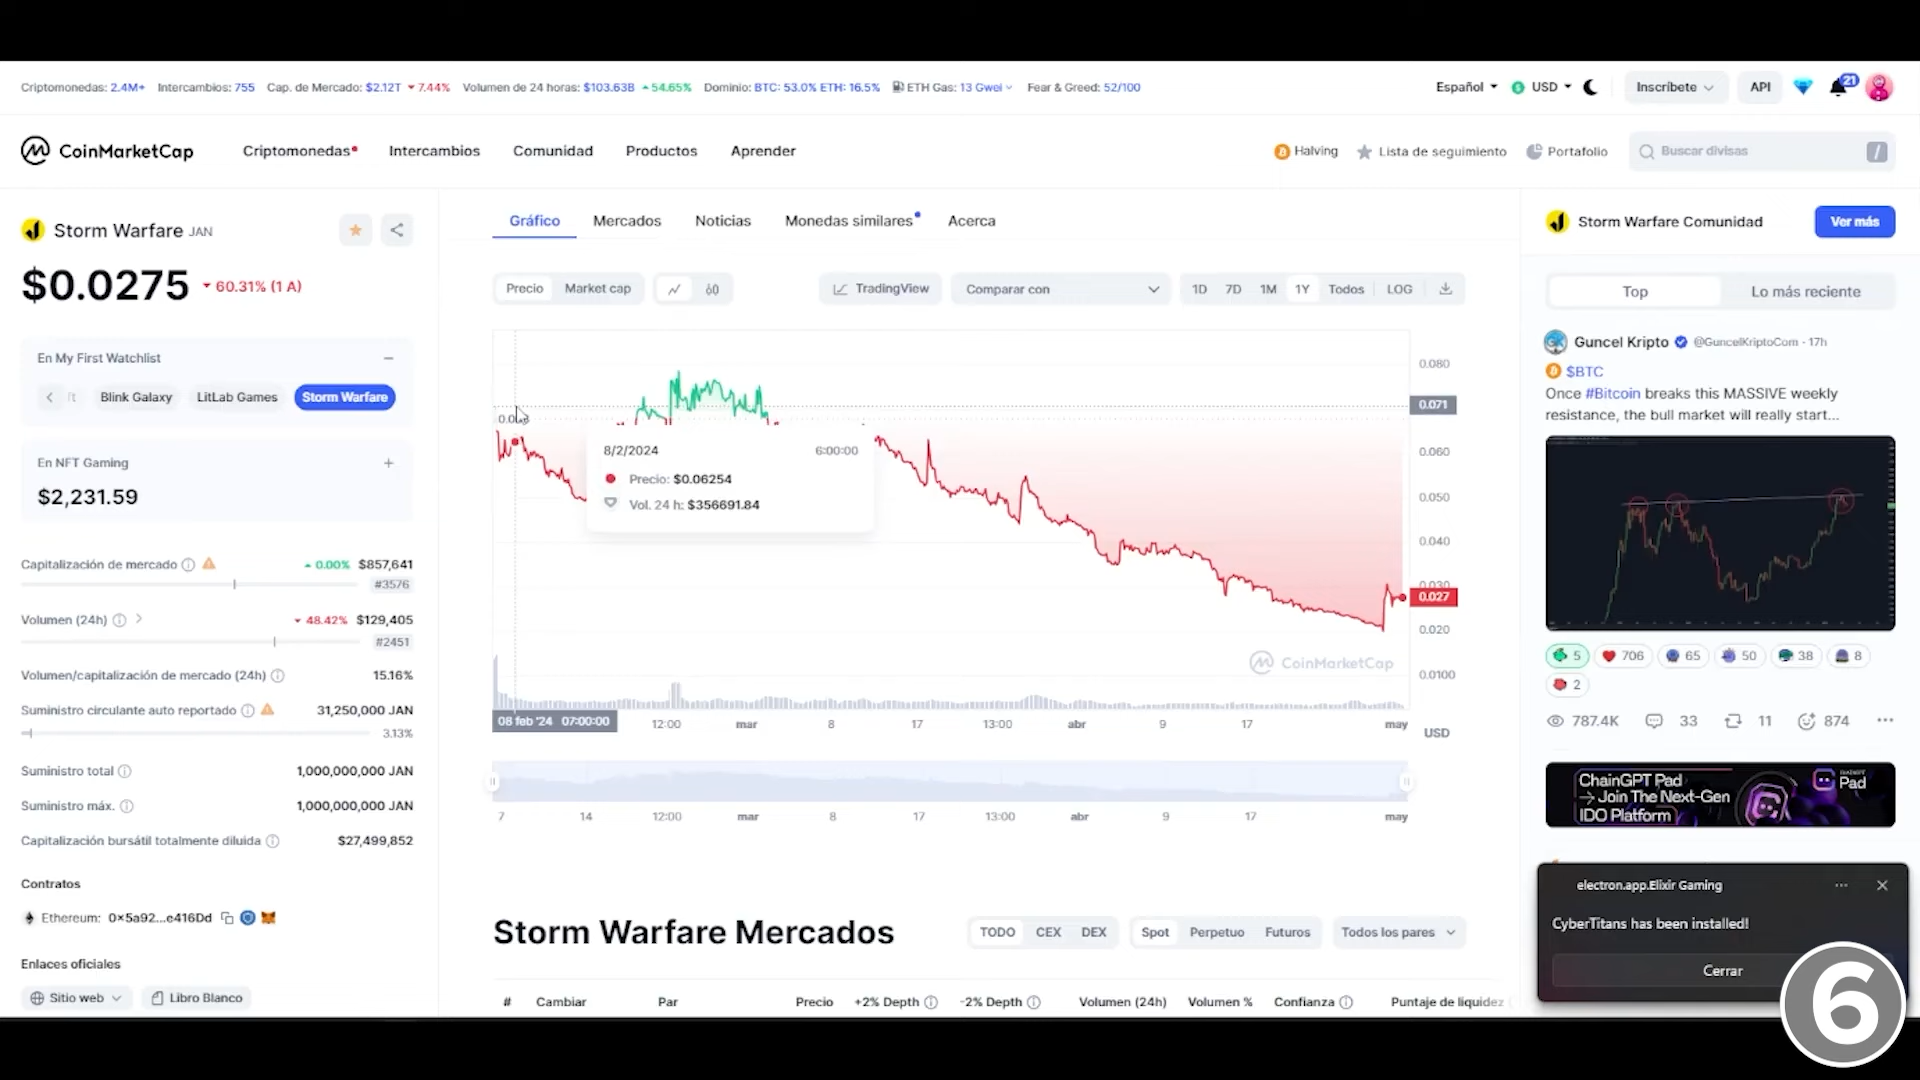 Criptomonedas: 2.4M+ Intercambios: 755 Cap. de Mercado: $2.12T 7.44% Volumen de 24 horas: $103.63B 54.65% Dominio: BTC: 53.0% ETH: 16.5% ETH Gas: 13 Gwei Fear & Greed: 52/100
Español USD Inscríbete API 21
CoinMarketCap Criptomonedas Intercambios Comunidad Productos Aprender
Halving Lista de seguimiento Portafolio Buscar divisas /
Storm Warfare JAN
$0.0275 60.31% (1 A)
En My First Watchlist
Blink Galaxy LitLab Games Storm Warfare
En NFT Gaming
$2,231.59
Capitalización de mercado 0.00% $857,641
#3576
Volumen (24h) 48.42% $129,405
#2451
Volumen/capitalización de mercado (24h) 15.16%
Suministro circulante auto reportado 31,250,000 JAN
3.13%
Suministro total 1,000,000,000 JAN
Suministro máx. 1,000,000,000 JAN
Capitalización bursátil totalmente diluida $27,499,852
Contratos
Ethereum: 0x5a92...e416Dd
Enlaces oficiales
Sitio web Libro Blanco
Gráfico Mercados Noticias Monedas similares Acerca
Precio Market cap TradingView Comparar con 1D 7D 1M 1Y Todos LOG
0.080
0.071
0.060
0.050
0.040
0.030
0.027
0.020
0.0100
8/2/2024 6:00:00
Precio: $0.06254
Vol. 24 h: $356691.84
CoinMarketCap
08 feb '24 07:00:00 12:00 mar 8 17 13:00 abr 9 17 may
USD
7 14 12:00 mar 8 17 13:00 abr 9 17 may
Storm Warfare Mercados TODO CEX DEX Spot Perpetuo Futuros Todos los pares
# Cambiar Par Precio +2% Depth -2% Depth Volumen (24h) Volumen % Confianza Puntaje de liquidez
Storm Warfare Comunidad Ver más
Top Lo más reciente
Guncel Kripto @GuncelKriptoCom · 17h
$BTC
Once #Bitcoin breaks this MASSIVE weekly
resistance, the bull market will really start...
5 706 65 50 38 8
2
787.4K 33 11 874
ChainGPT Pad
→ Join The Next-Gen
IDO Platform
Pad
electron.app.Elixir Gaming
CyberTitans has been installed!
Cerrar
6